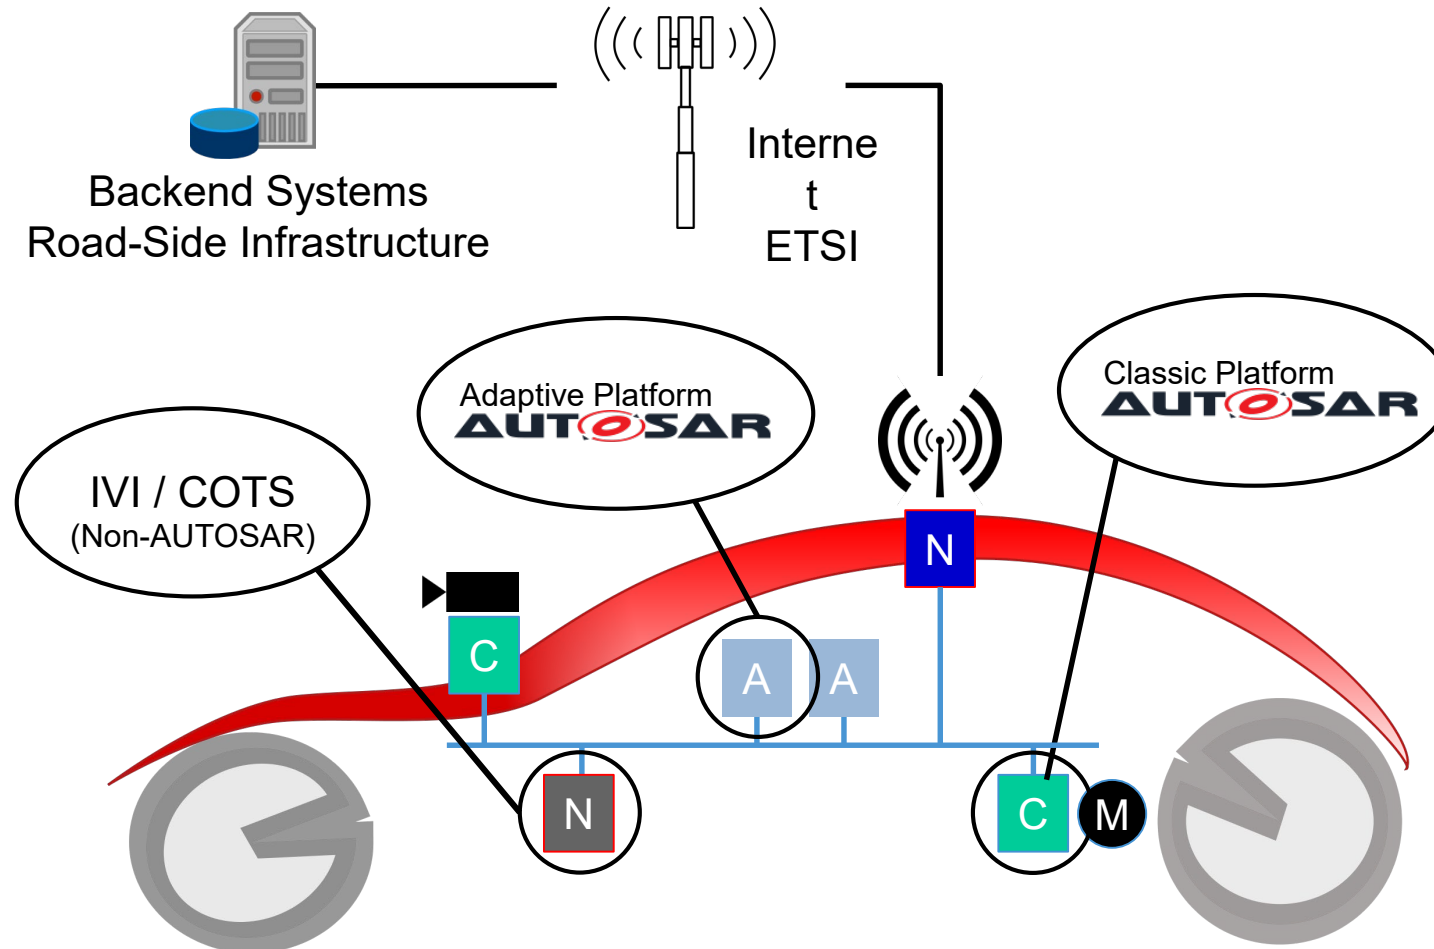 Backend Systems
Road-Side Infrastructure
Interne
t
ETSI
Adaptive Platform
AUTOSAR
Classic Platform
AUTOSAR
IVI / COTS
(Non-AUTOSAR)
N
C
A
A
N
C
M